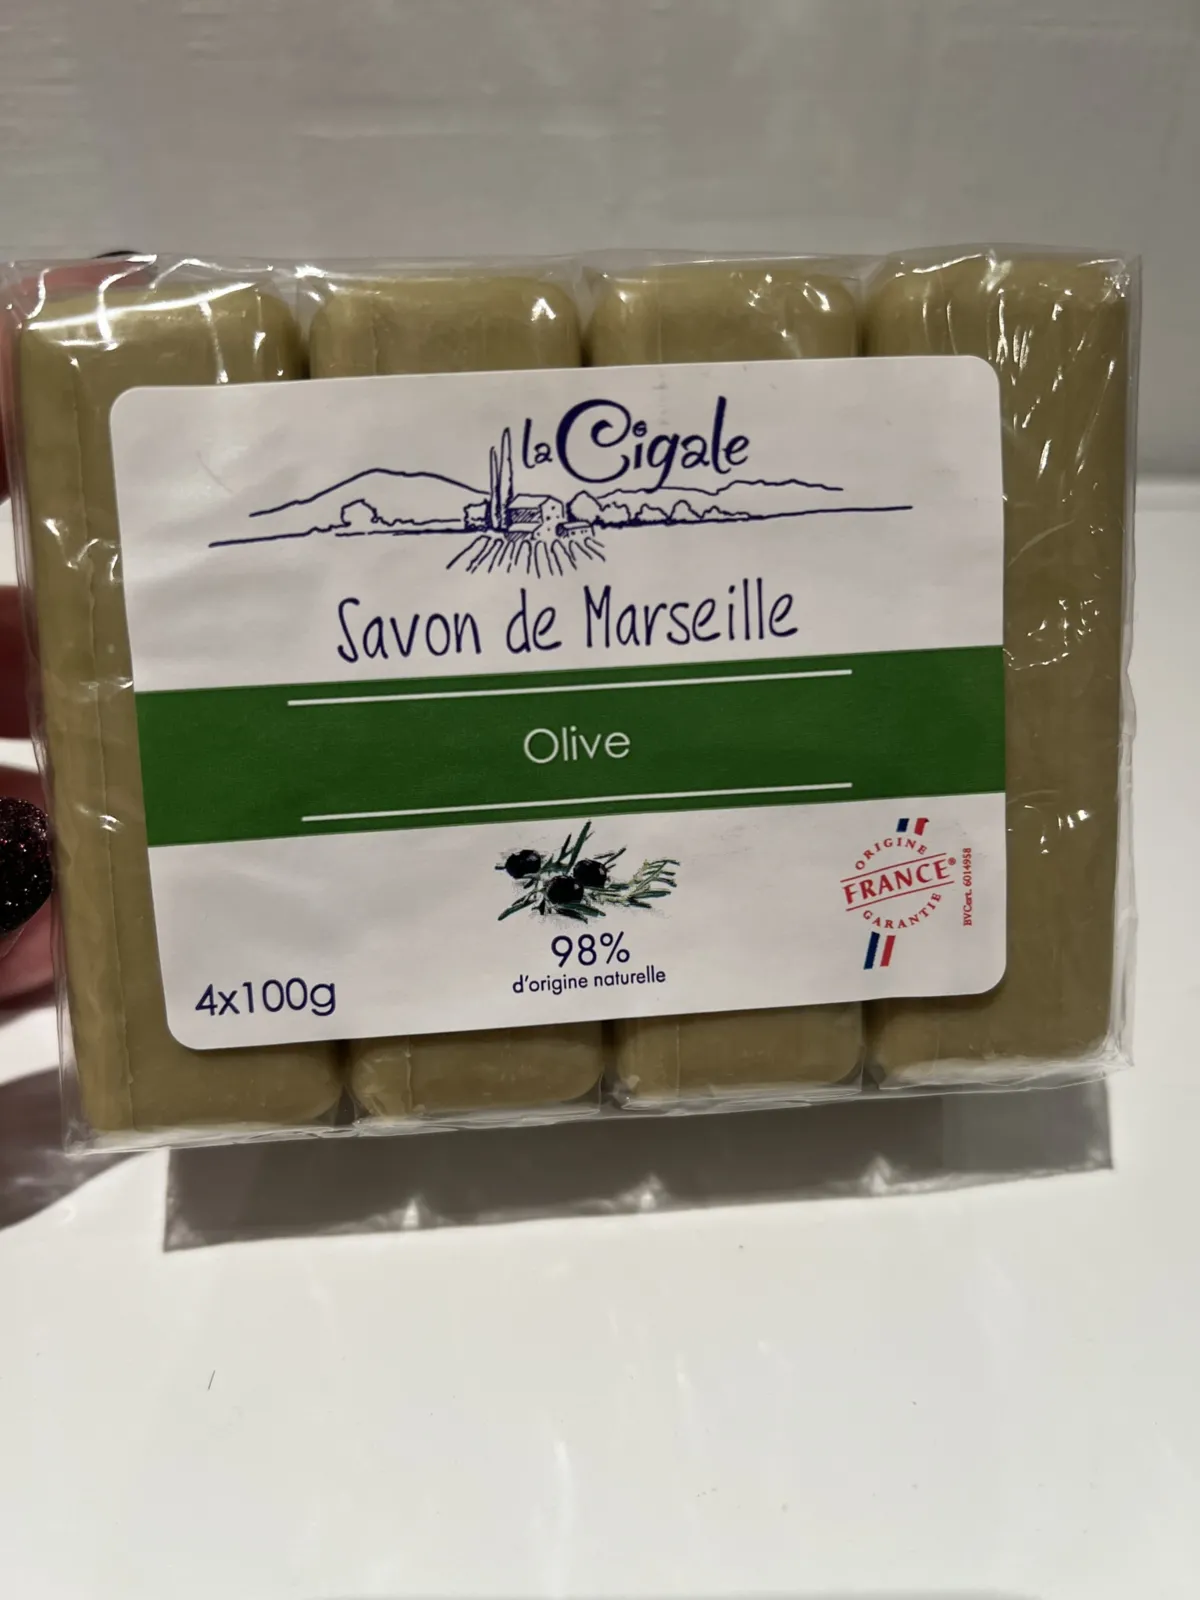 la Cigale
Savon de Marseille
Olive
98%
d'origine naturelle
4x100g
ORIGINE
FRANCE®
GARANTIE
BVCert. 6014958